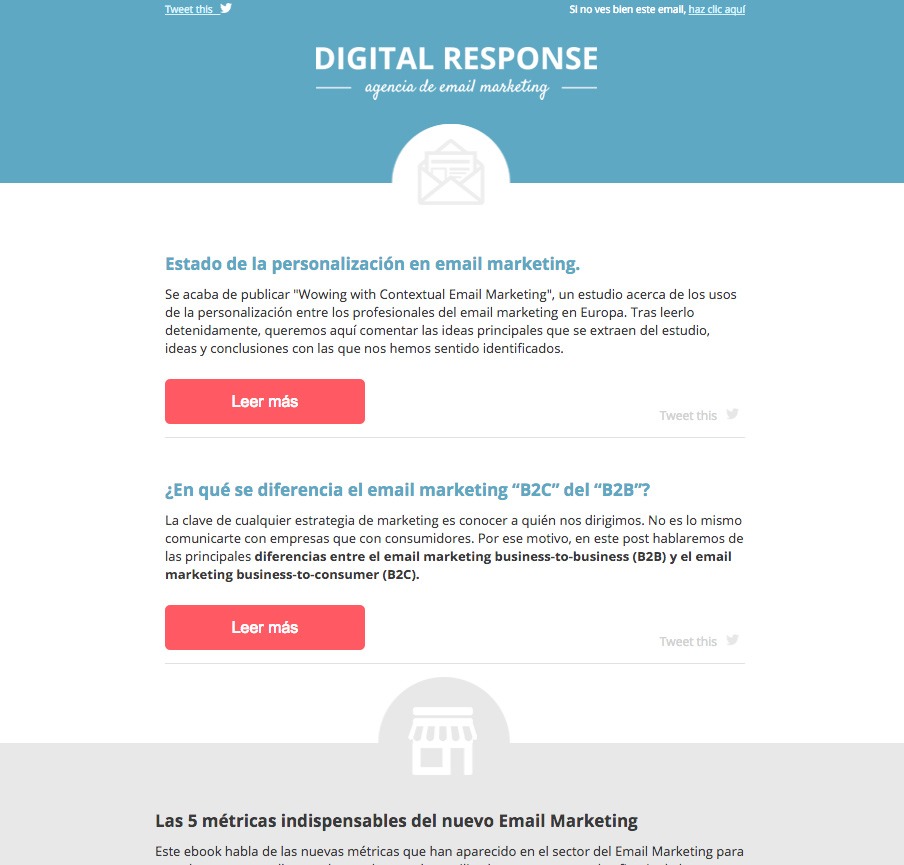 Tweet this
Si no ves bien este email, haz clic aquí
DIGITAL RESPONSE
agencia de email marketing
Estado de la personalización en email marketing.
Se acaba de publicar "Wowing with Contextual Email Marketing", un estudio acerca de los usos
de la personalización entre los profesionales del email marketing en Europa. Tras leerlo
detenidamente, queremos aquí comentar las ideas principales que se extraen del estudio,
ideas y conclusiones con las que nos hemos sentido identificados.
Leer más
Tweet this
¿En qué se diferencia el email marketing “B2C” del “B2B”?
La clave de cualquier estrategia de marketing es conocer a quién nos dirigimos. No es lo mismo
comunicarte con empresas que con consumidores. Por ese motivo, en este post hablaremos de
las principales diferencias entre el email marketing business-to-business (B2B) y el email
marketing business-to-consumer (B2C).
Leer más
Tweet this
Las 5 métricas indispensables del nuevo Email Marketing
Este ebook habla de las nuevas métricas que han aparecido en el sector del Email Marketing para